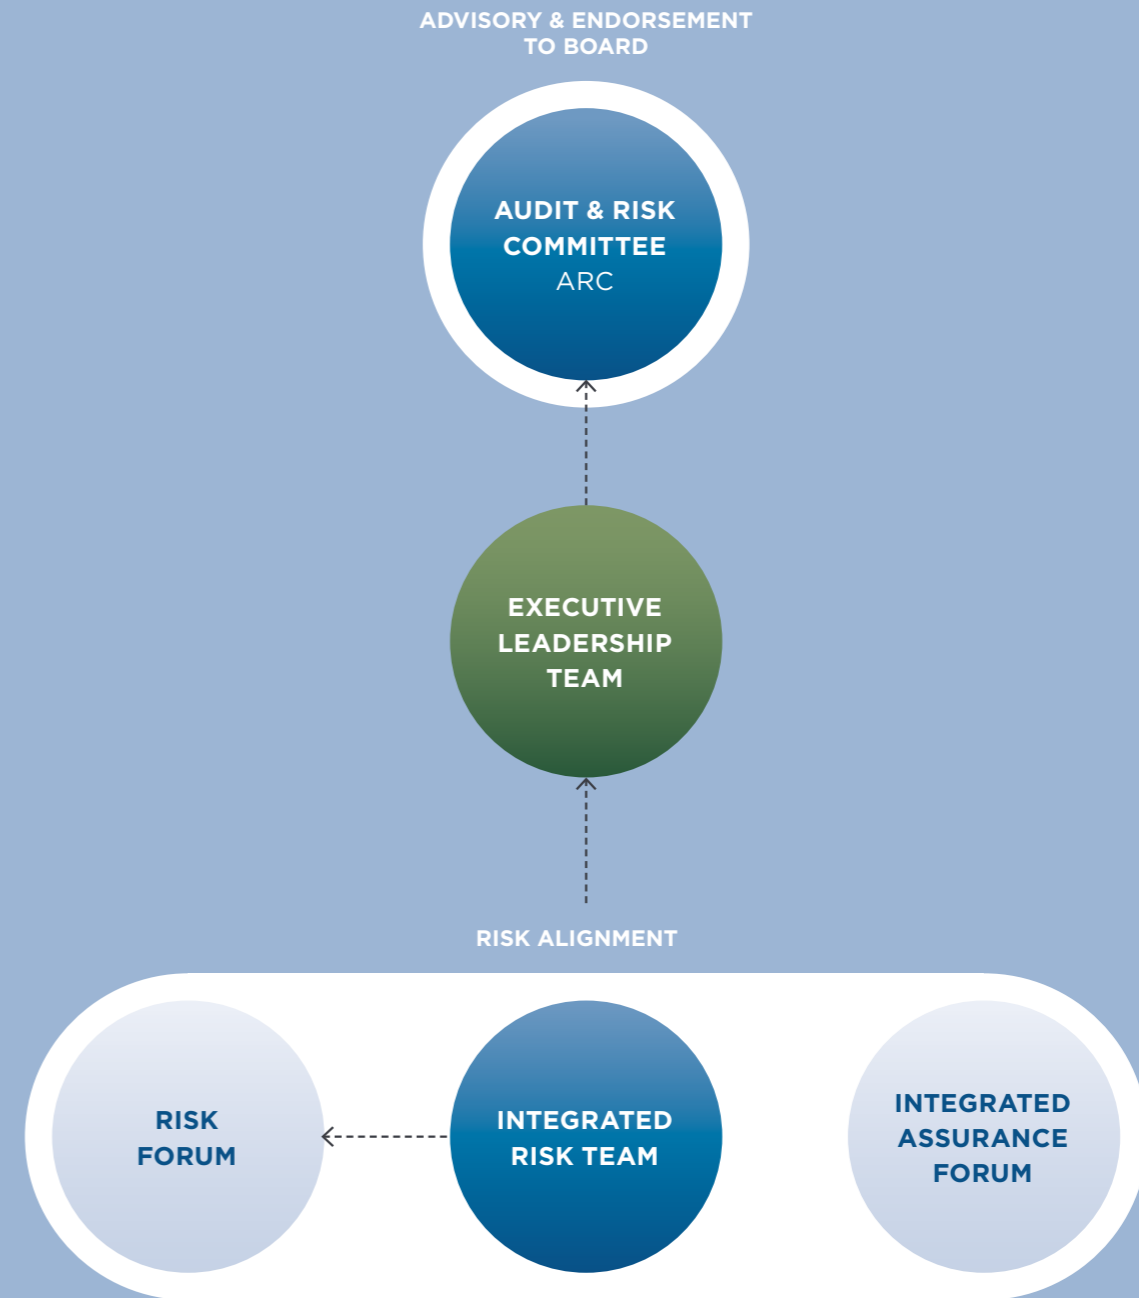 ADVISORY & ENDORSEMENT
TO BOARD
AUDIT & RISK
COMMITTEE
ARC
EXECUTIVE
LEADERSHIP
TEAM
RISK ALIGNMENT
RISK
FORUM
INTEGRATED
RISK TEAM
INTEGRATED
ASSURANCE
FORUM